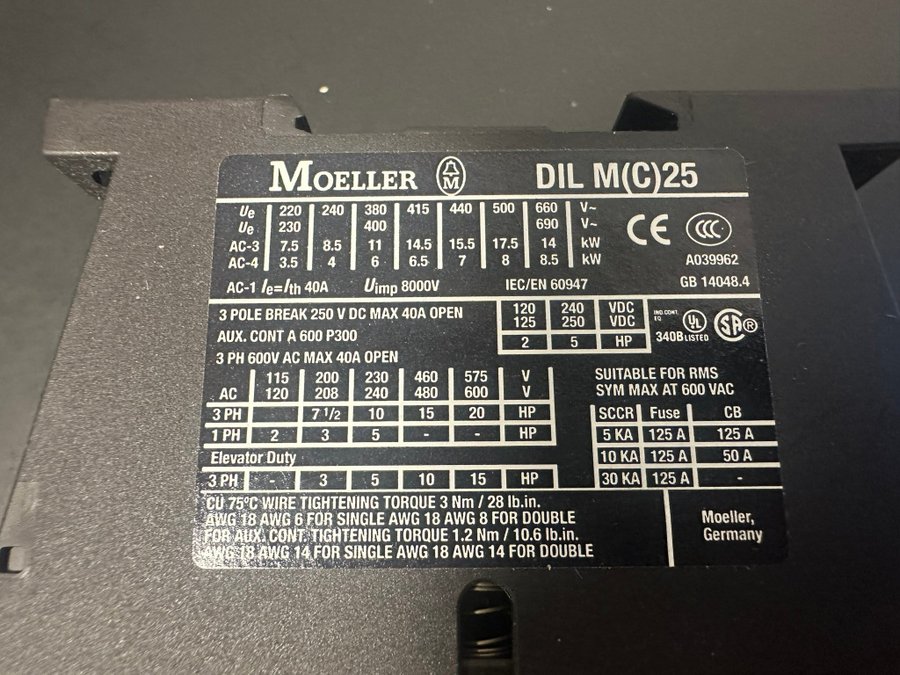 MOELLER M DIL M(C)25
Ue 220 240 380 415 440 500 660 V~
Ue 230 400 690 V~
AC-3 7.5 8.5 11 14.5 15.5 17.5 14 kW
AC-4 3.5 4 6 6.5 7 8 8.5 kW
CE CCC
A039962
AC-1 Ie=Ith 40A Uimp 8000V IEC/EN 60947 GB 14048.4
3 POLE BREAK 250 V DC MAX 40A OPEN
AUX. CONT A 600 P300
3 PH 600V AC MAX 40A OPEN
120 240 VDC
125 250 VDC
2 5 HP
IND.CONT.
EQ
340B UL LISTED SA®
115 200 230 460 575 V
AC 120 208 240 480 600 V
3 PH 7 1/2 10 15 20 HP
1 PH 2 3 5 - - HP
Elevator Duty
3 PH - 3 5 10 15 HP
SUITABLE FOR RMS
SYM MAX AT 600 VAC
SCCR Fuse CB
5 KA 125 A 125 A
10 KA 125 A 50 A
30 KA 125 A -
CU 75°C WIRE TIGHTENING TORQUE 3 Nm / 28 lb.in.
AWG 18 AWG 6 FOR SINGLE AWG 18 AWG 8 FOR DOUBLE
FOR AUX. CONT. TIGHTENING TORQUE 1.2 Nm / 10.6 lb.in.
AWG 18 AWG 14 FOR SINGLE AWG 18 AWG 14 FOR DOUBLE
Moeller,
Germany